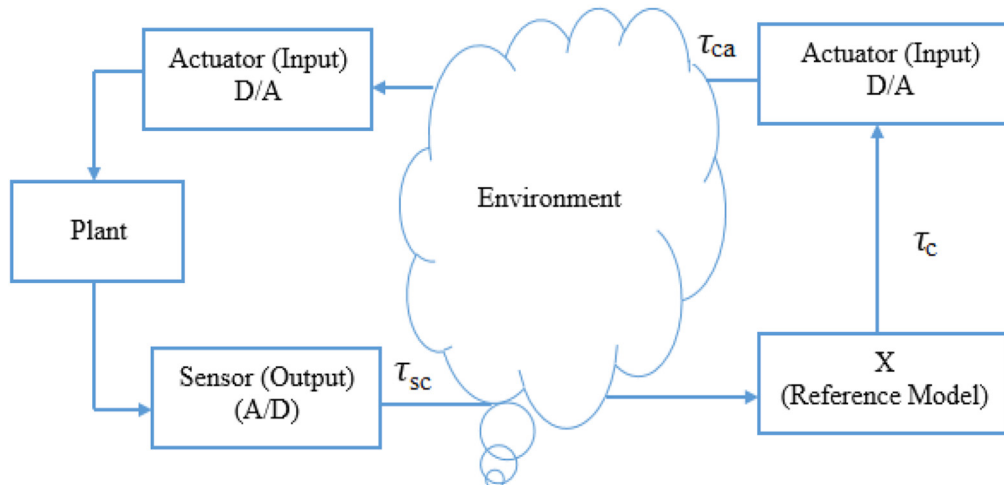 Actuator (Input)
D/A
τca
Actuator (Input)
D/A
Environment
Plant
τc
Sensor (Output)
(A/D)
τsc
X
(Reference Model)